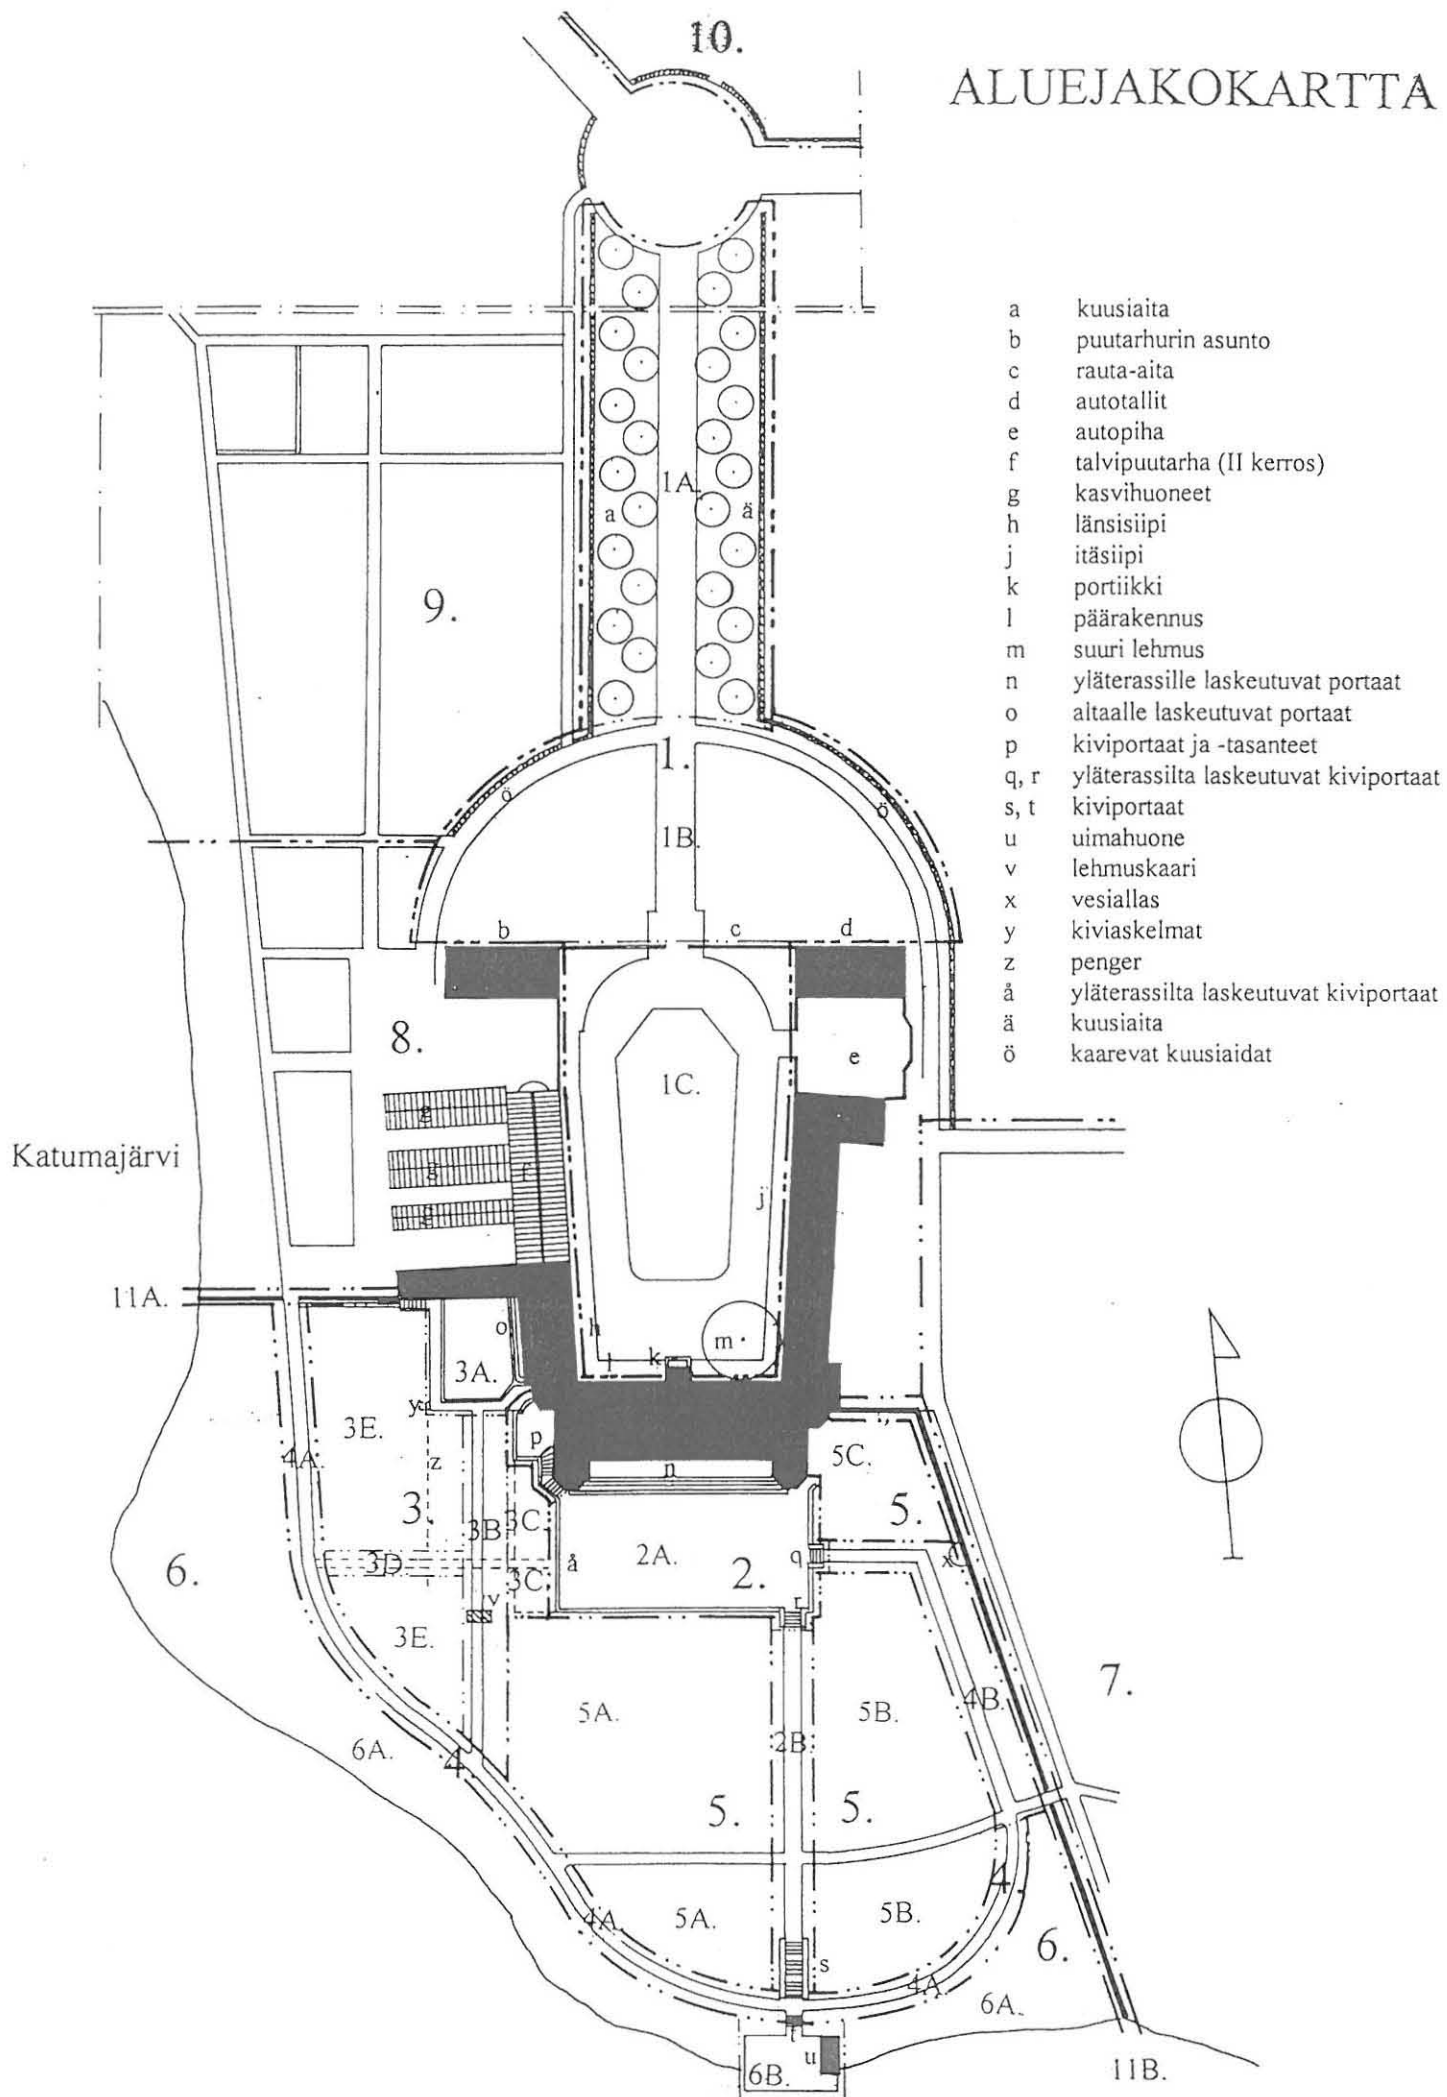 10.
ALUEJAKOKARTTA
a kuusiaita
b puutarhurin asunto
c rauta-aita
d autotallit
e autopiha
f talvipuutarha (II kerros)
g kasvihuoneet
h länsisiipi
j itäsiipi
k portiikki
l päärakennus
m suuri lehmus
n yläterassille laskeutuvat portaat
o altaalle laskeutuvat portaat
p kiviportaat ja -tasanteet
q, r yläterassilta laskeutuvat kiviportaat
s, t kiviportaat
u uimahuone
v lehmuskaari
x vesiallas
y kiviaskelmat
z penger
å yläterassilta laskeutuvat kiviportaat
ä kuusiaita
ö kaarevat kuusiaidat
1A.
a
ä
9.
1.
ö
ö
1B.
b
c
d
8.
e
1C.
g
g
f
g
j
Katumajärvi
11A.
o
h
m
l
k
3A.
y
3E.
p
4A.
z
n
5C.
3.
3B
3C.
5.
2A.
q
x
6.
3D
å
2.
3C
v
r
3E.
5A.
5B.
4B.
7.
2B
6A.
4
5.
5.
4
4A.
5A.
5B.
6.
s
4A.
6A.
t
u
6B.
11B.